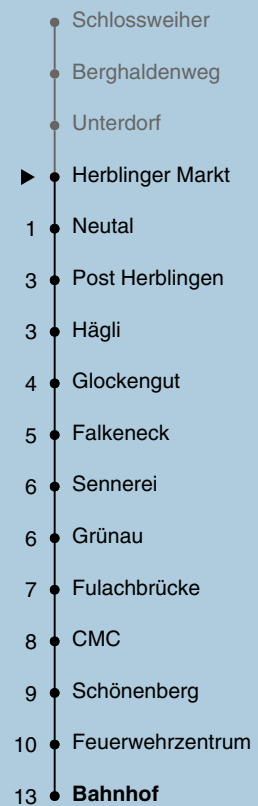 Schlossweiher
Berghaldenweg
Unterdorf
Herblinger Markt
1 Neutal
3 Post Herblingen
3 Hägli
4 Glockengut
5 Falkeneck
6 Sennerei
6 Grünau
7 Fulachbrücke
8 CMC
9 Schönenberg
10 Feuerwehrzentrum
13 Bahnhof